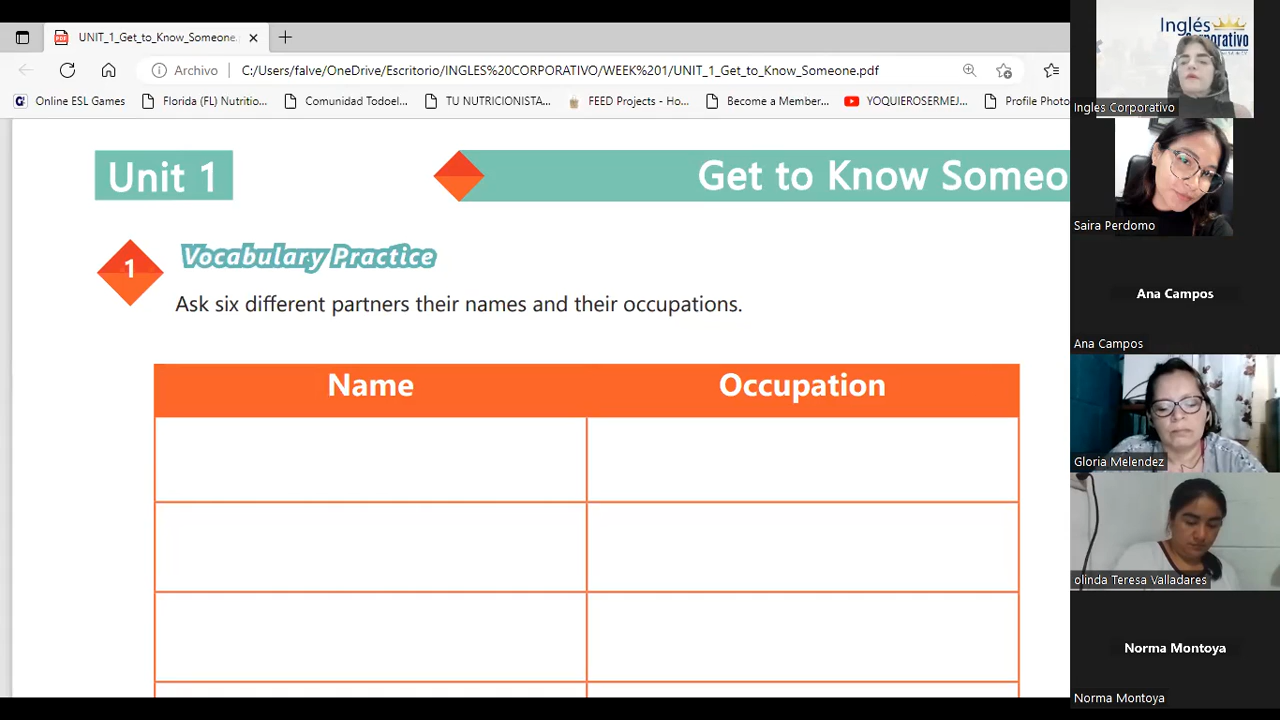 UNIT_1_Get_to_Know_Someone.
Archivo
C:/Users/falve/OneDrive/Escritorio/INGLES%20CORPORATIVO/WEEK%201/UNIT_1_Get_to_Know_Someone.pdf
Online ESL Games
Florida (FL) Nutritio...
Comunidad Todoel...
TU NUTRICIONISTA...
FEED Projects - Ho...
Become a Member...
YOQUIEROSERMEJ...
Profile Photo
Unit 1
Get to Know Someo
1
Vocabulary Practice
Ask six different partners their names and their occupations.
Name
Occupation
Inglés
Corporativo
Ingles Corporativo
Saira Perdomo
Ana Campos
Ana Campos
Gloria Melendez
olinda Teresa Valladares
Norma Montoya
Norma Montoya